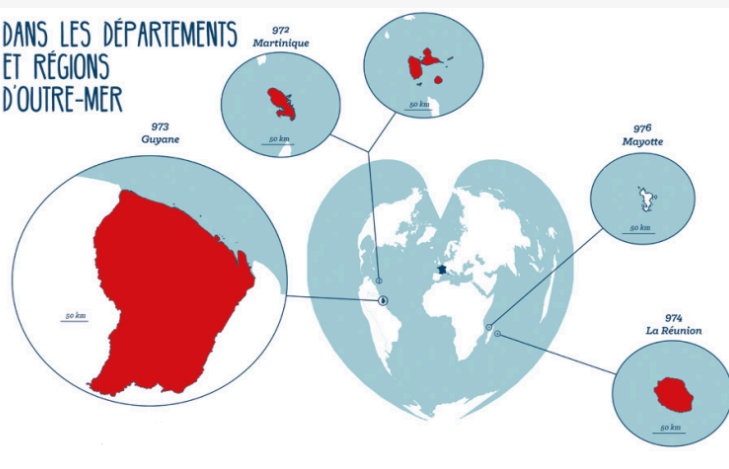 DANS LES DÉPARTEMENTS
ET RÉGIONS
D'OUTRE-MER
972
Martinique
50 km
50 km
973
Guyane
50 km
976
Mayotte
50 km
974
La Réunion
50 km